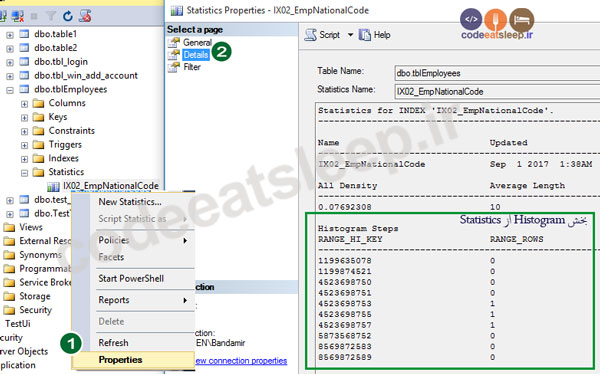 Statistics Properties - IX02_EmpNationalCode
codeeatsleep.ir
dbo.table1
dbo.table2
dbo.tbl_login
dbo.tbl_win_add_account
dbo.tblEmployees
Columns
Keys
Constraints
Triggers
Indexes
Statistics
IX02_EmpNationalCode
dbo.test_
dbo.TestT
Views
External Resou
Synonyms
Programmab
Service Broke
Storage
Security
TestUi
curity
rver Objects
plication
1
New Statistics...
Script Statistic as
Policies
Facets
Start PowerShell
Reports
Delete
Refresh
Properties
Select a page
General
Details
2
Filter
ection
ction:
EN\Bandamir
ew connection properties
Script
Help
Table Name:
dbo.tblEmployees
Statistics Name:
IX02_EmpNationalCode
Statistics for INDEX 'IX02_EmpNationalCode'.
Name Updated
IX02_EmpNationalCode Sep 1 2017 1:38AM
All Density Average Length
0.07692308 10
بخش Histogram از Statistics
Histogram Steps
RANGE_HI_KEY RANGE_ROWS
1199635078 0
1199874521 0
4523698750 0
4523698751 0
4523698753 1
4523698755 1
4523698757 1
5873568752 0
8569872583 0
8569872589 0
codeeatsleep.ir